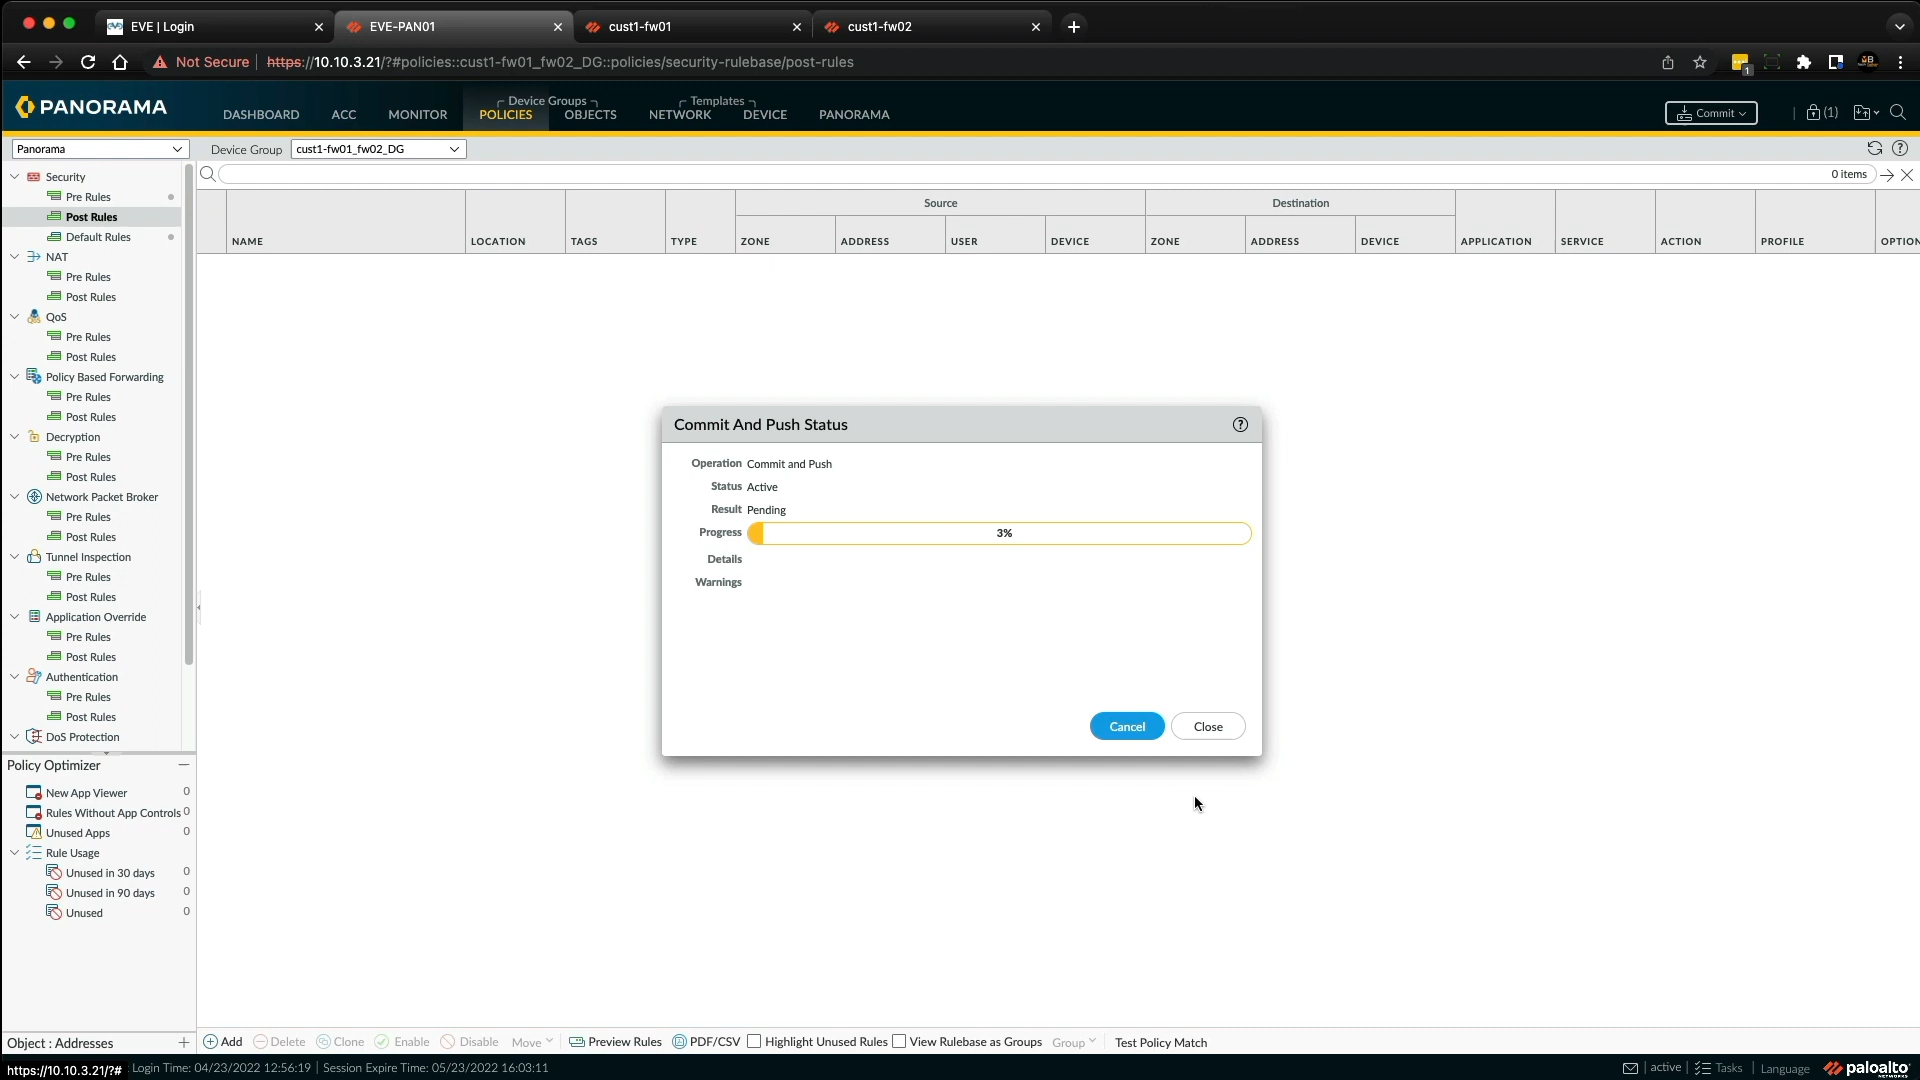 EVE | Login
EVE-PAN01
cust1-fw01
cust1-fw02
Not Secure
https://10.10.3.21/?#policies::cust1-fw01_fw02_DG::policies/security-rulebase/post-rules
1
PANORAMA
DASHBOARD
ACC
MONITOR
Device Groups
POLICIES
OBJECTS
Templates
NETWORK
DEVICE
PANORAMA
Commit
(1)
Panorama
Device Group
cust1-fw01_fw02_DG
0 items
Security
Pre Rules
Post Rules
Default Rules
NAT
Pre Rules
Post Rules
QoS
Pre Rules
Post Rules
Policy Based Forwarding
Pre Rules
Post Rules
Decryption
Pre Rules
Post Rules
Network Packet Broker
Pre Rules
Post Rules
Tunnel Inspection
Pre Rules
Post Rules
Application Override
Pre Rules
Post Rules
Authentication
Pre Rules
Post Rules
DoS Protection
Source
Destination
NAME
LOCATION
TAGS
TYPE
ZONE
ADDRESS
USER
DEVICE
ZONE
ADDRESS
DEVICE
APPLICATION
SERVICE
ACTION
PROFILE
OPTION
Commit And Push Status
Operation Commit and Push
Status Active
Result Pending
Progress 3%
Details
Warnings
Cancel
Close
Policy Optimizer
New App Viewer 0
Rules Without App Controls 0
Unused Apps 0
Rule Usage
Unused in 30 days 0
Unused in 90 days 0
Unused 0
Object : Addresses
Add
Delete
Clone
Enable
Disable
Move
Preview Rules
PDF/CSV
Highlight Unused Rules
View Rulebase as Groups
Group
Test Policy Match
https://10.10.3.21/?#
Login Time: 04/23/2022 12:56:19 | Session Expire Time: 05/23/2022 16:03:11
active
Tasks
Language
paloalto
NETWORKS